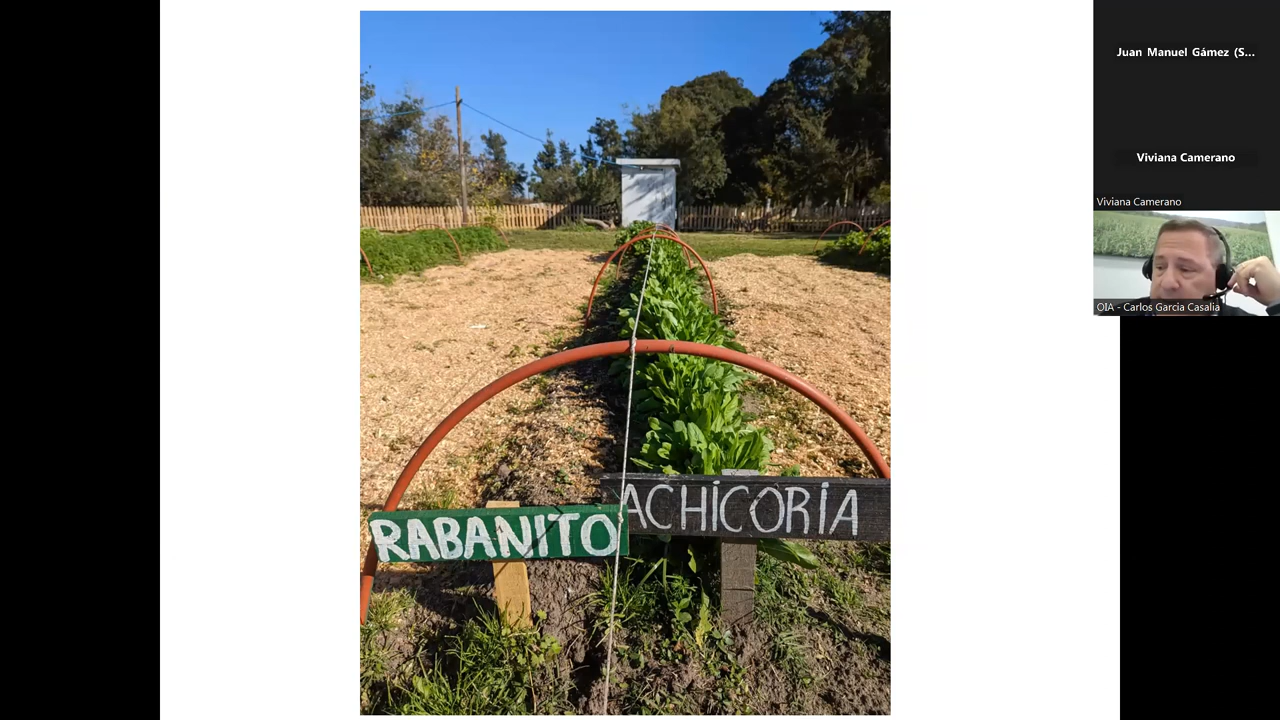 RABANITO
ACHICORIA
Juan Manuel Gámez (S...
Viviana Camerano
Viviana Camerano
OIA - Carlos Garcia Casalia